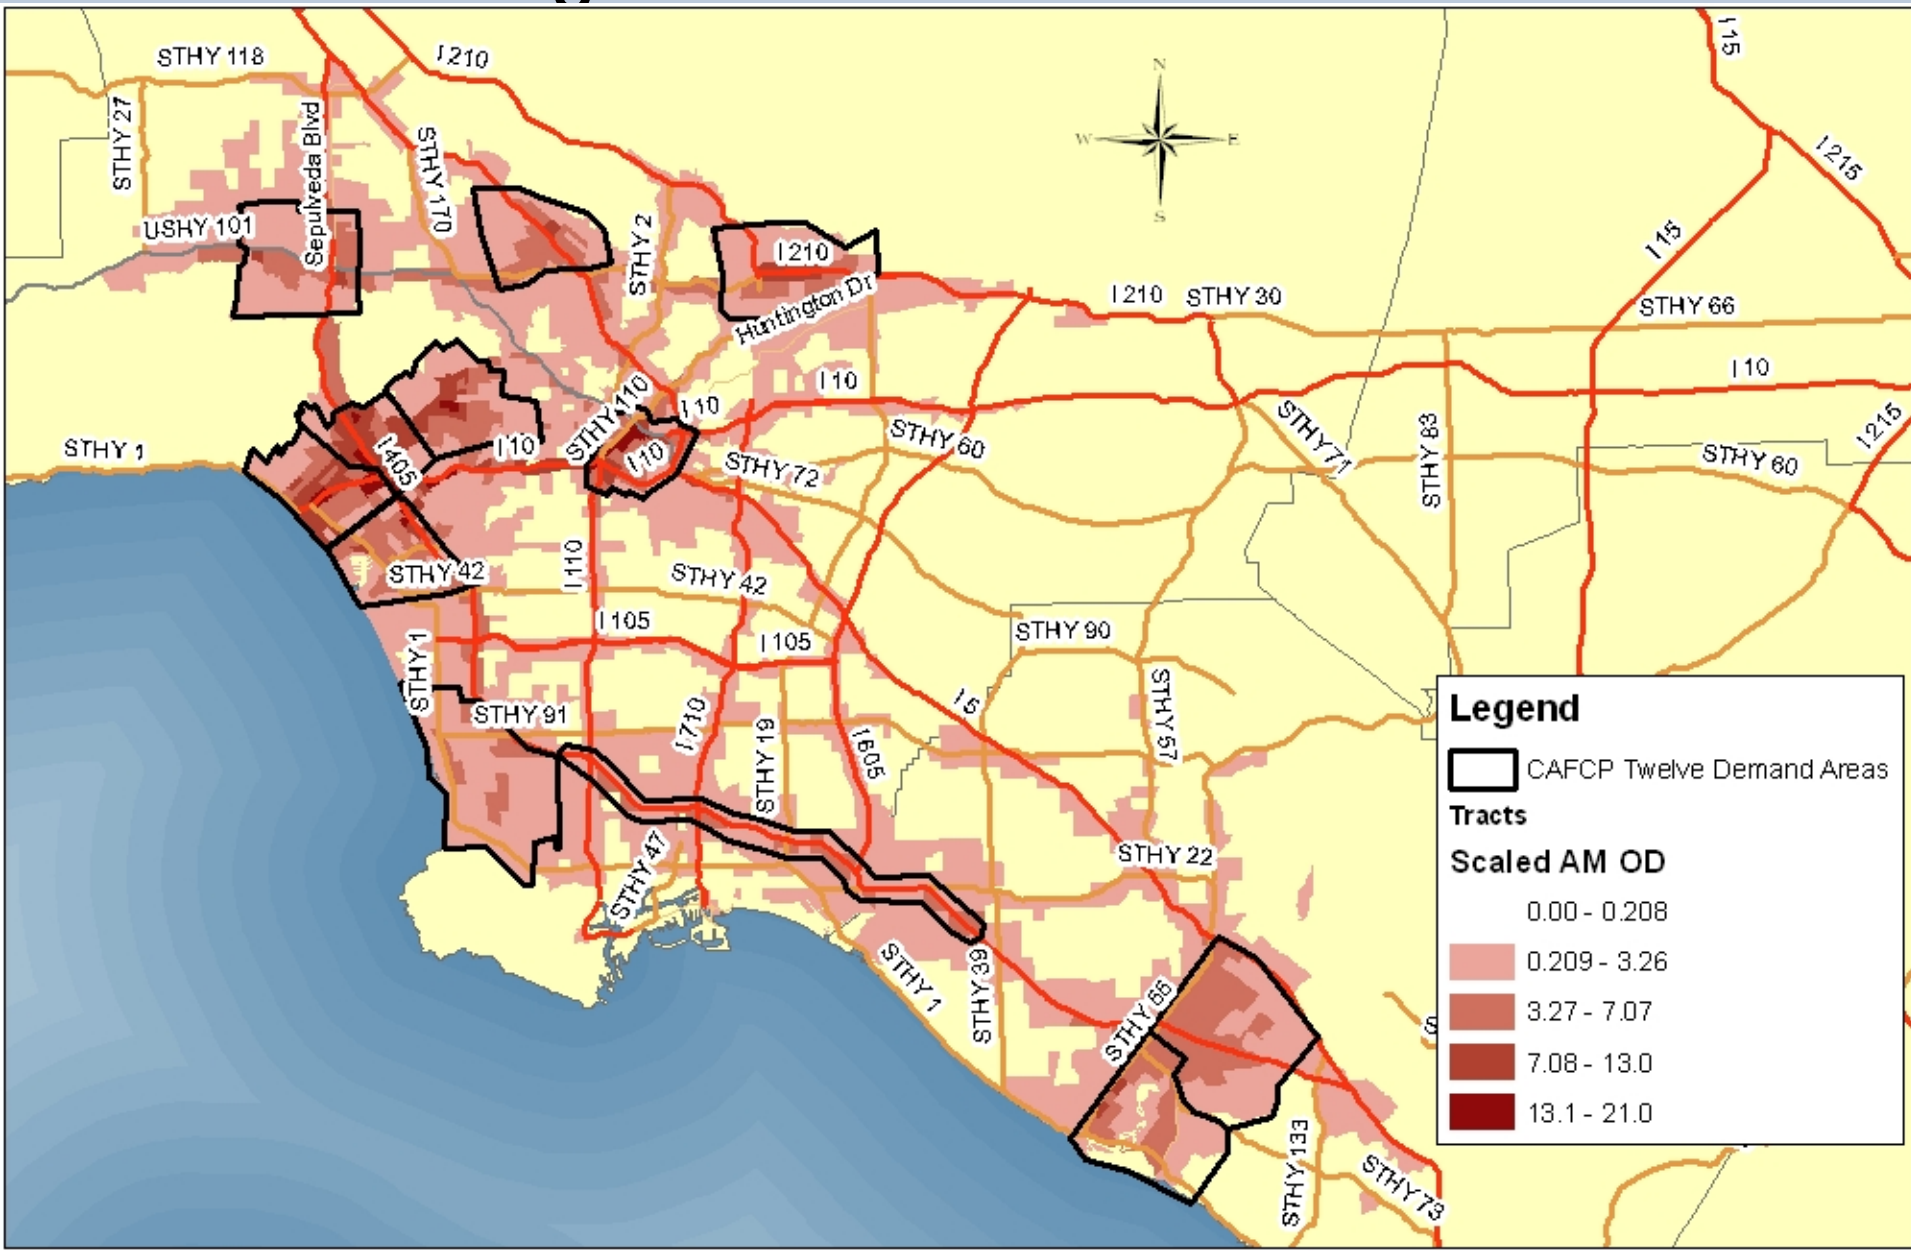 STHY 118
I 210
I 15
N
STHY 27
Sepulveda Blvd
STHY 170
W
E
I 215
S
USHY 101
STHY 2
I 210
I 15
Huntington Dr
I 210
STHY 30
STHY 66
I 10
I 10
STHY 110
I 10
STHY 1
I 405
I 10
I 10
STHY 60
STHY 71
STHY 83
I 215
STHY 72
STHY 60
I 110
STHY 42
STHY 42
I 105
I 105
STHY 90
STHY 1
STHY 91
I 710
STHY 19
I 605
I 5
STHY 57
Legend
CAFCP Twelve Demand Areas
Tracts
Scaled AM OD
0.00 - 0.208
0.209 - 3.26
3.27 - 7.07
7.08 - 13.0
13.1 - 21.0
STHY 47
STHY 22
STHY 1
STHY 39
STHY 55
S
STHY 133
STHY 73